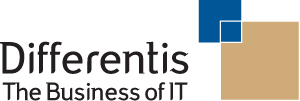 Differentis
The Business of IT